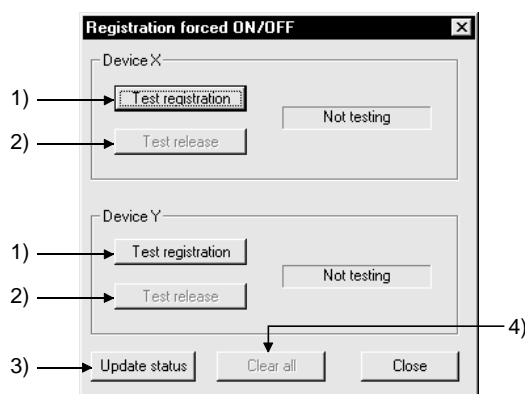 Registration forced ON/OFF
Device X
1)
Test registration
Not testing
2)
Test release
Device Y
1)
Test registration
Not testing
2)
Test release
4)
3)
Update status
Clear all
Close